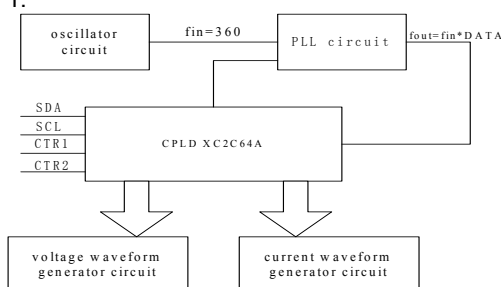 1.
oscillator
circuit
fin=360
PLL circuit
fout=fin*DATA
SDA
SCL
CTR1
CTR2
CPLD XC2C64A
voltage waveform
generator circuit
current waveform
generator circuit